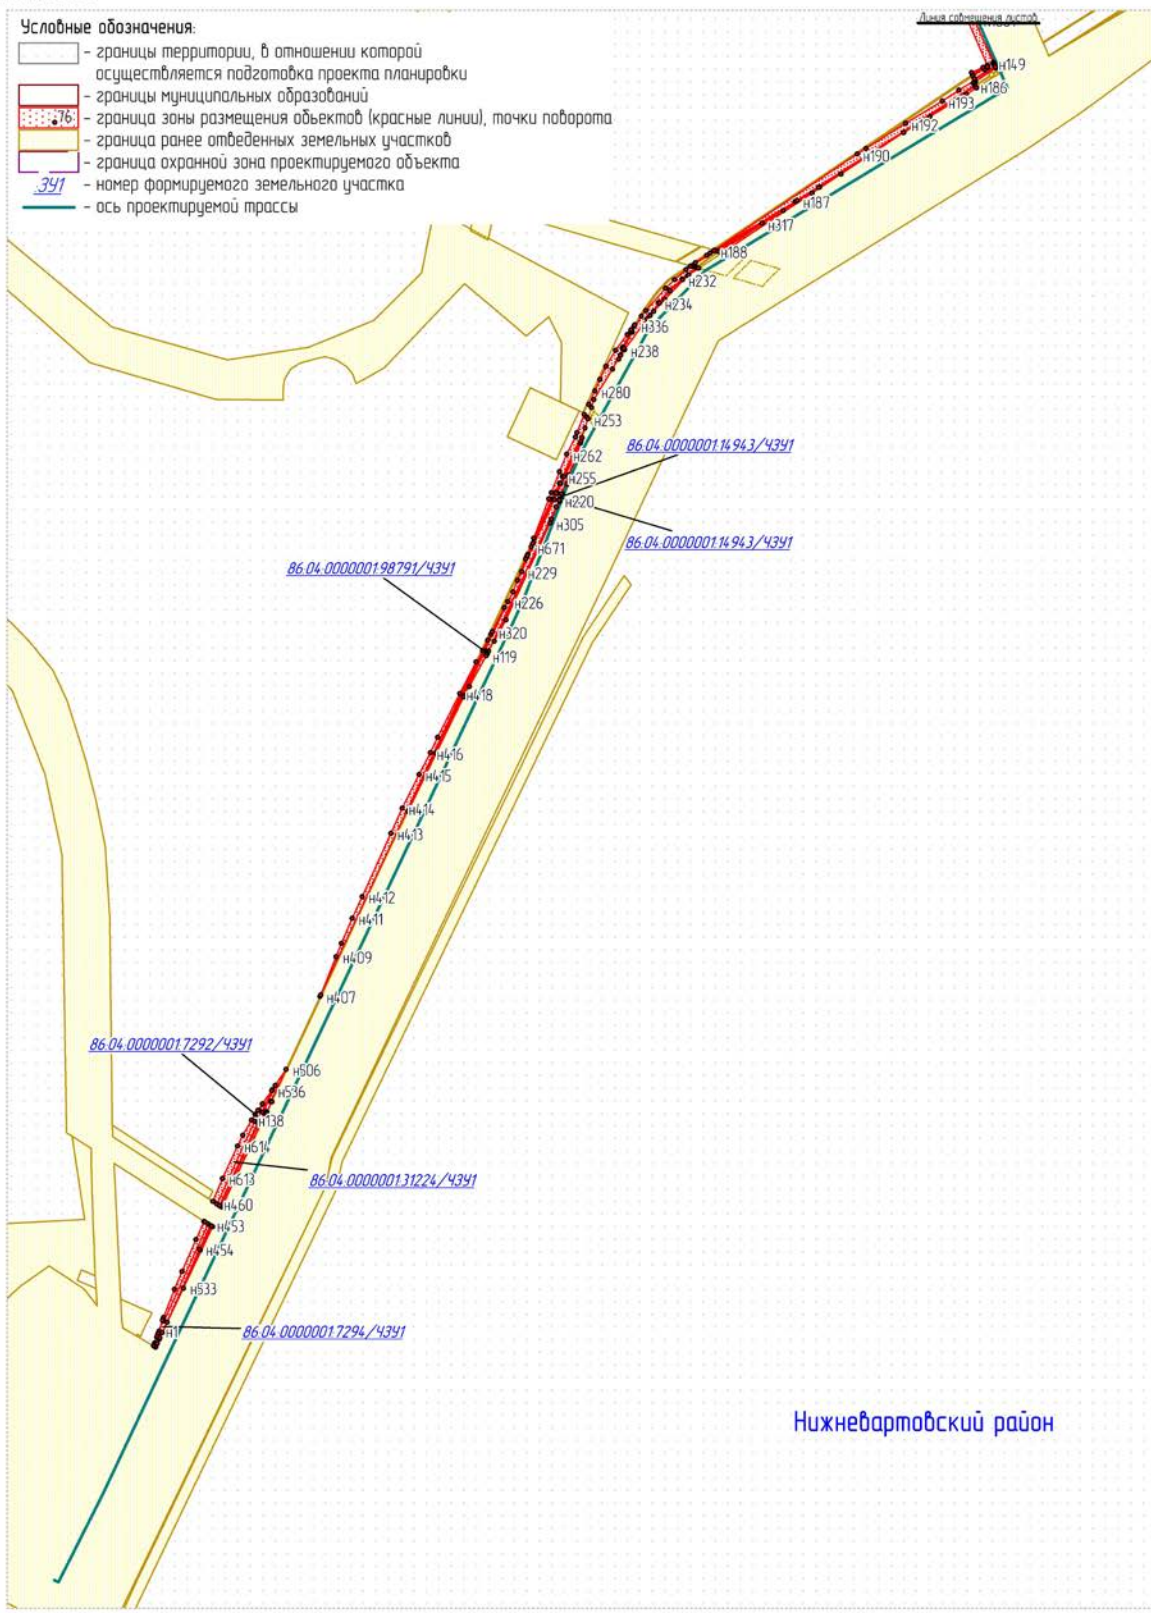 Условные обозначения:
- границы территории, в отношении которой
осуществляется подготовка проекта планировки
- границы муниципальных образований
.76 - граница зоны размещения объектов (красные линии), точки поворота
- граница ранее отведенных земельных участков
- граница охранной зона проектируемого объекта
:ЗУ1 - номер формируемого земельного участка
- ось проектируемой трассы
Линия совмещения листов
н149
н186
н193
н192
н190
н187
н317
н188
н232
н234
н336
н238
н280
н253
86:04:0000001:14943/ЧЗУ1
н262
н255
н220
н305
86:04:0000001:14943/ЧЗУ1
н671
86:04:0000001:98791/ЧЗУ1
н229
н226
н320
н119
н418
н416
н415
н414
н413
н412
н411
н409
н407
86:04:0000001:7292/ЧЗУ1
н506
н536
н138
н614
н613
86:04:0000001:31224/ЧЗУ1
н460
н453
н454
н533
н1
86:04:0000001:7294/ЧЗУ1
Нижневартовский район